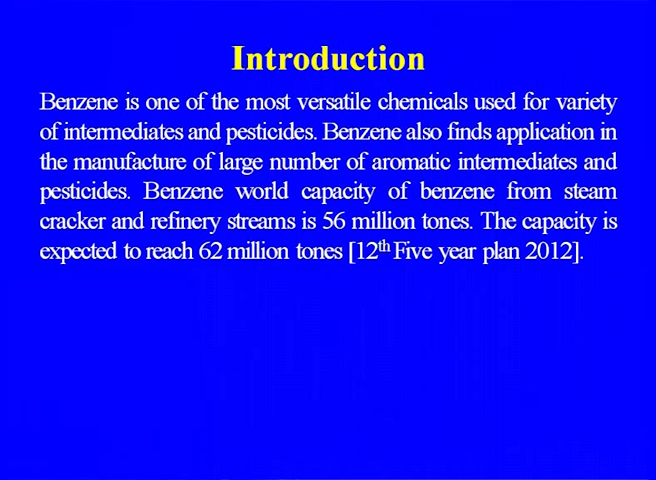 Introduction
Benzene is one of the most versatile chemicals used for variety
of intermediates and pesticides. Benzene also finds application in
the manufacture of large number of aromatic intermediates and
pesticides. Benzene world capacity of benzene from steam
cracker and refinery streams is 56 million tones. The capacity is
expected to reach 62 million tones [12th Five year plan 2012].